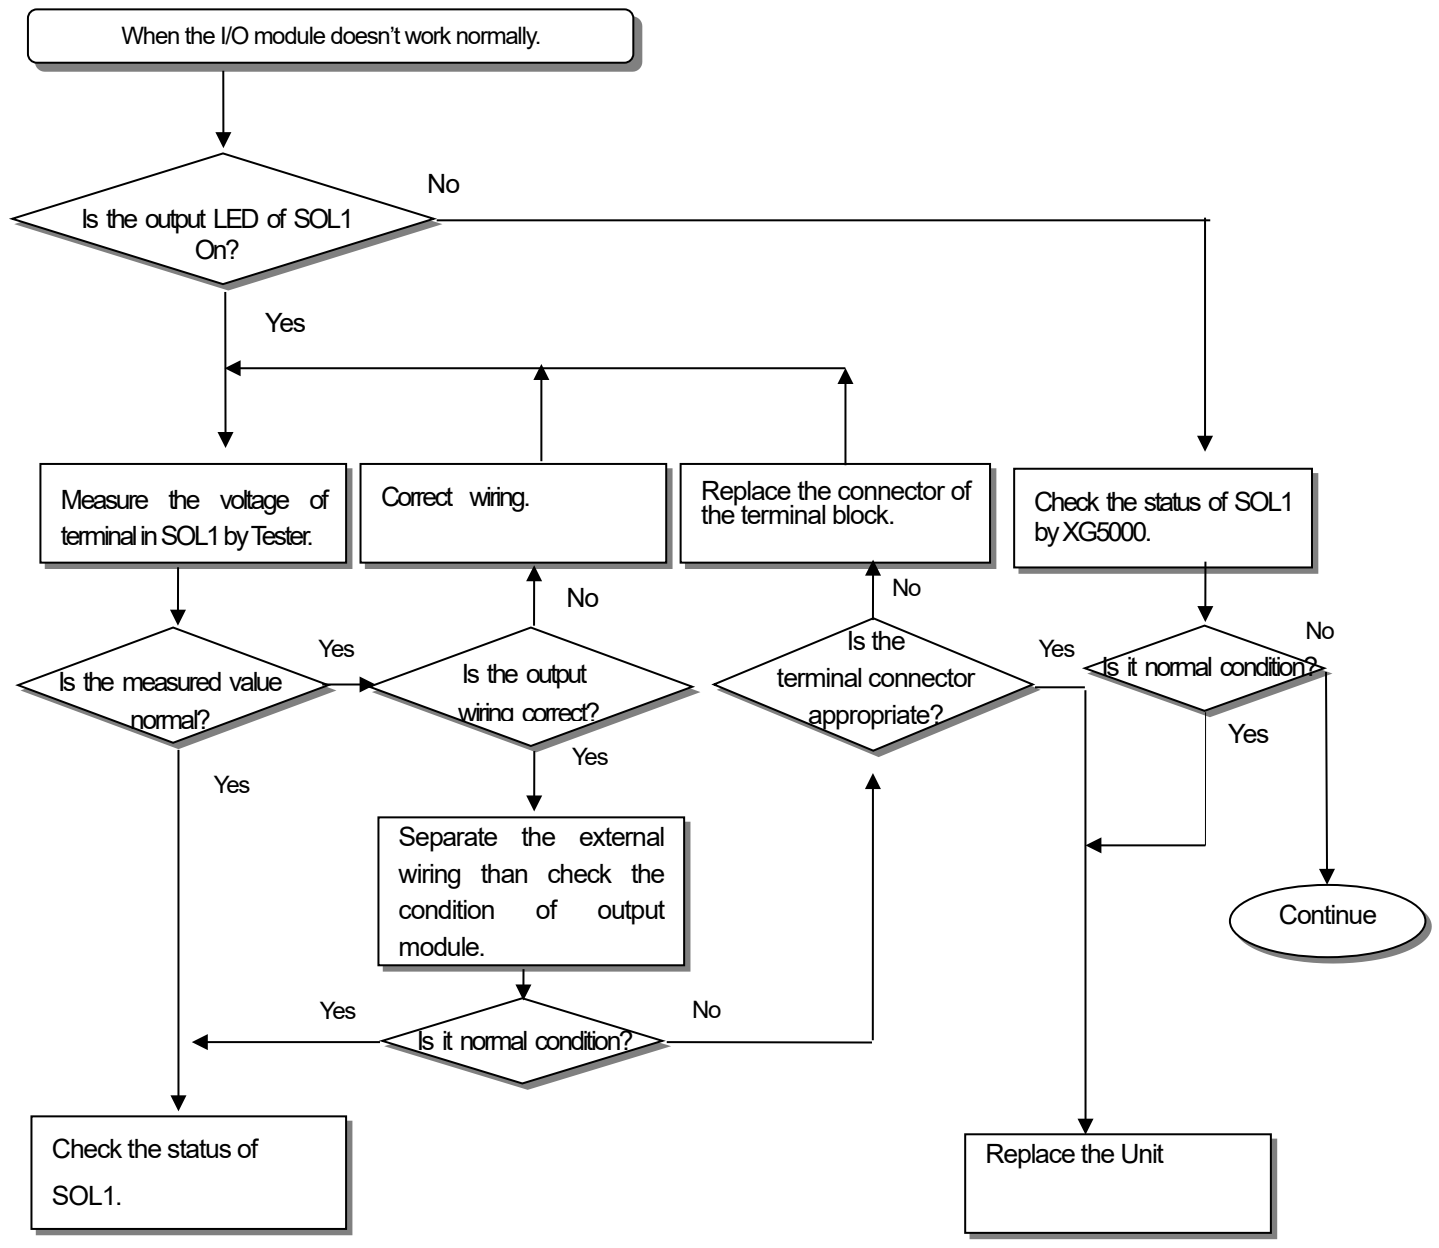 When the I/O module doesn't work normally.
No
Is the output LED of SOL1
On?
Yes
Measure the voltage of
terminal in SOL1 by Tester.
Correct wiring.
Replace the connector of
the terminal block.
Check the status of SOL1
by XG5000.
No
No
Yes
Is the measured value
normal?
Is the output
wiring correct?
Is the
terminal connector
appropriate?
Yes
No
Is it normal condition?
Yes
Yes
Yes
Separate the external
wiring than check the
condition of output
module.
Continue
Yes
No
Is it normal condition?
Check the status of
SOL1.
Replace the Unit